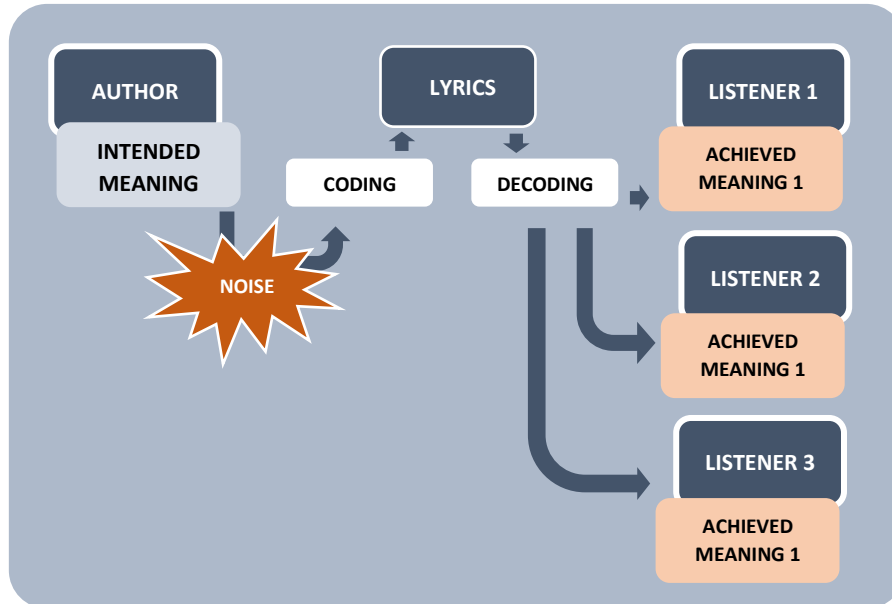 AUTHOR
INTENDED
MEANING
NOISE
CODING
LYRICS
DECODING
LISTENER 1
ACHIEVED
MEANING 1
LISTENER 2
ACHIEVED
MEANING 1
LISTENER 3
ACHIEVED
MEANING 1